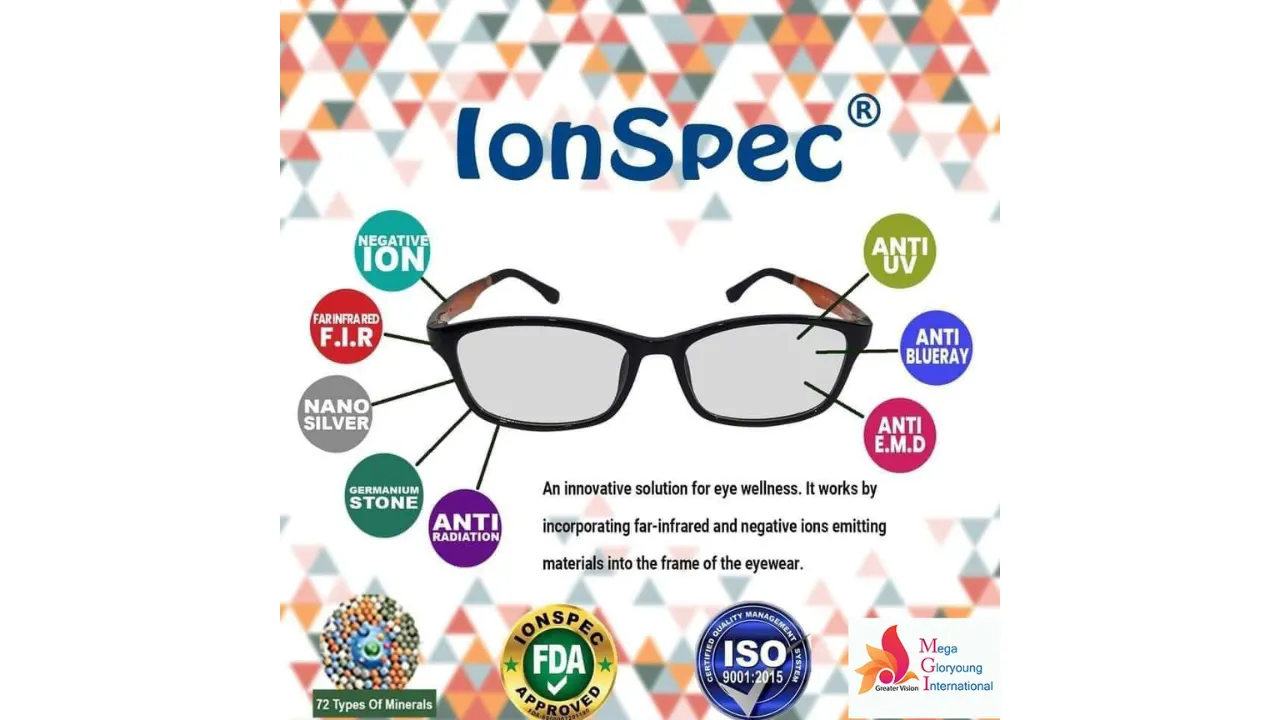 IonSpec®
NEGATIVE
ION
FAR INFRA RED
F.I.R
NANO
SILVER
GERMANIUM
STONE
ANTI
RADIATION
ANTI
UV
ANTI
BLUERAY
ANTI
E.M.D
An innovative solution for eye wellness. It works by
incorporating far-infrared and negative ions emitting
materials into the frame of the eyewear.
72 Types Of Minerals
IONSPEC
FDA
APPROVED
CERTIFIED QUALITY MANAGEMENT SYSTEM
ISO
9001:2015
Greater Vision
Mega
Gloryoung
International